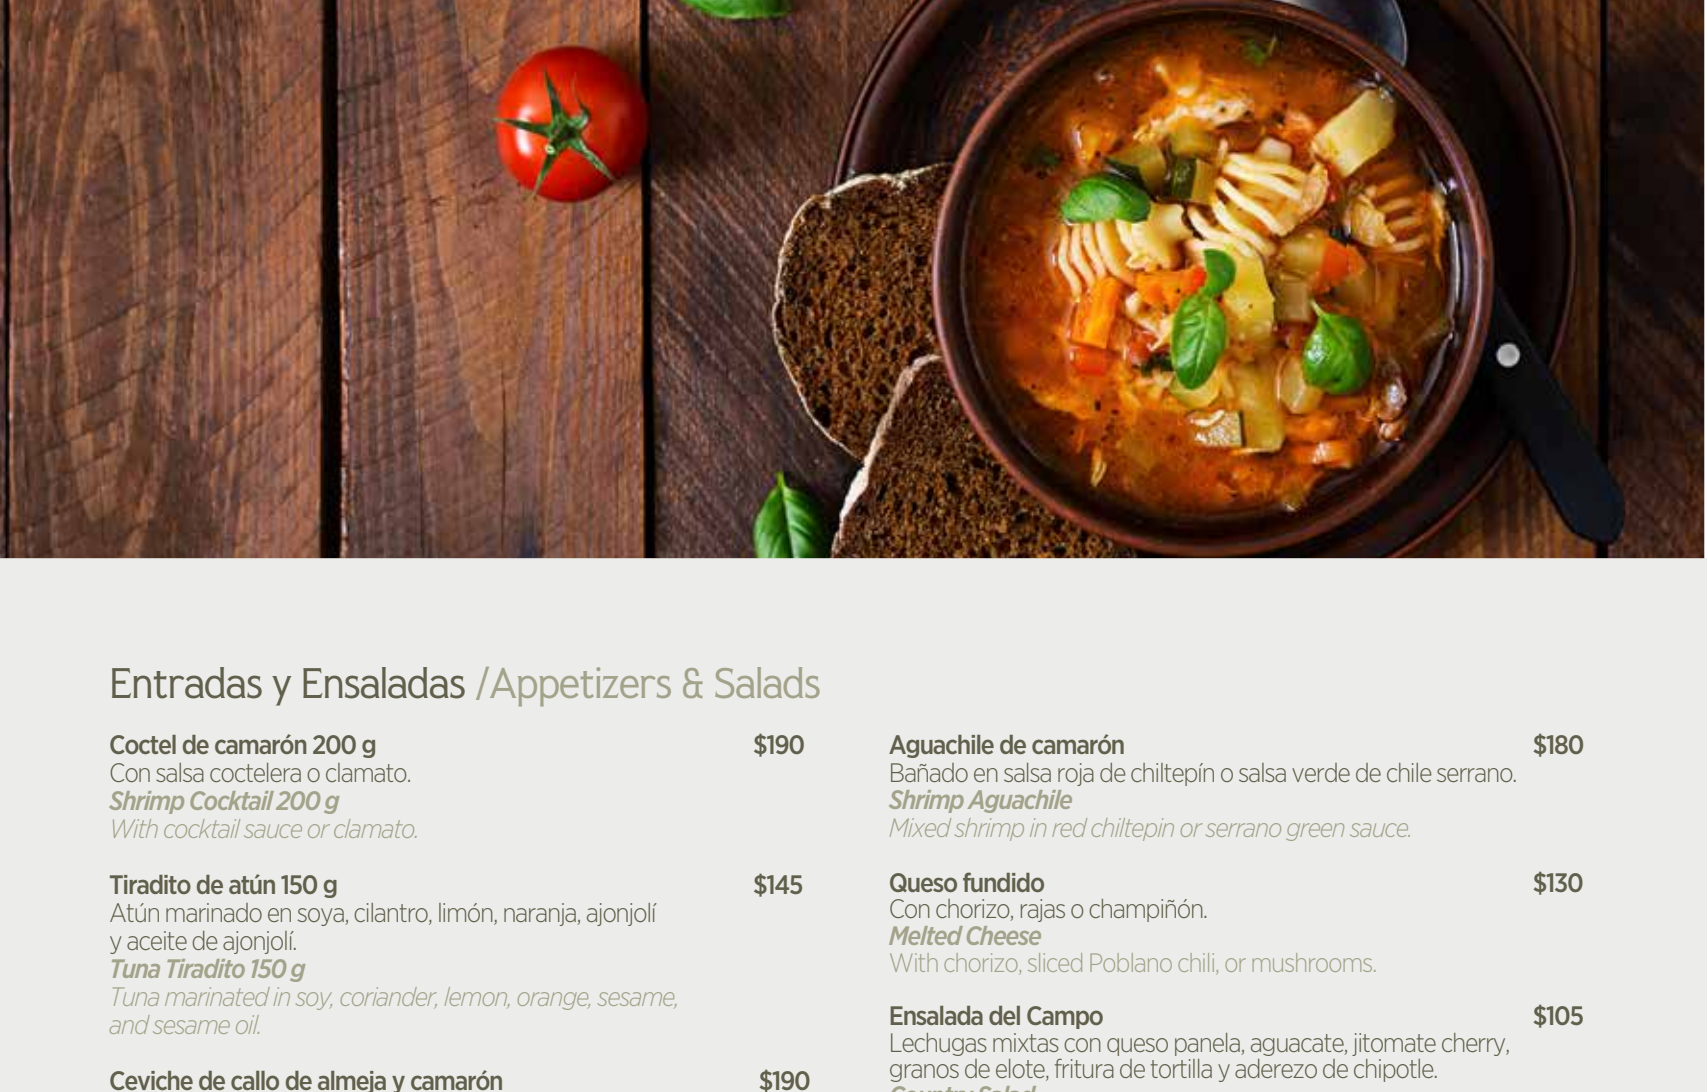 Entradas y Ensaladas /Appetizers & Salads
Coctel de camarón 200 g $190
Con salsa coctelera o clamato.
Shrimp Cocktail 200 g
With cocktail sauce or clamato.
Tiradito de atún 150 g $145
Atún marinado en soya, cilantro, limón, naranja, ajonjolí
y aceite de ajonjolí.
Tuna Tiradito 150 g
Tuna marinated in soy, coriander, lemon, orange, sesame,
and sesame oil.
Ceviche de callo de almeja y camarón $190
Aguachile de camarón $180
Bañado en salsa roja de chiltepín o salsa verde de chile serrano.
Shrimp Aguachile
Mixed shrimp in red chiltepin or serrano green sauce.
Queso fundido $130
Con chorizo, rajas o champiñón.
Melted Cheese
With chorizo, sliced Poblano chili, or mushrooms.
Ensalada del Campo $105
Lechugas mixtas con queso panela, aguacate, jitomate cherry,
granos de elote, fritura de tortilla y aderezo de chipotle.
Country Salad